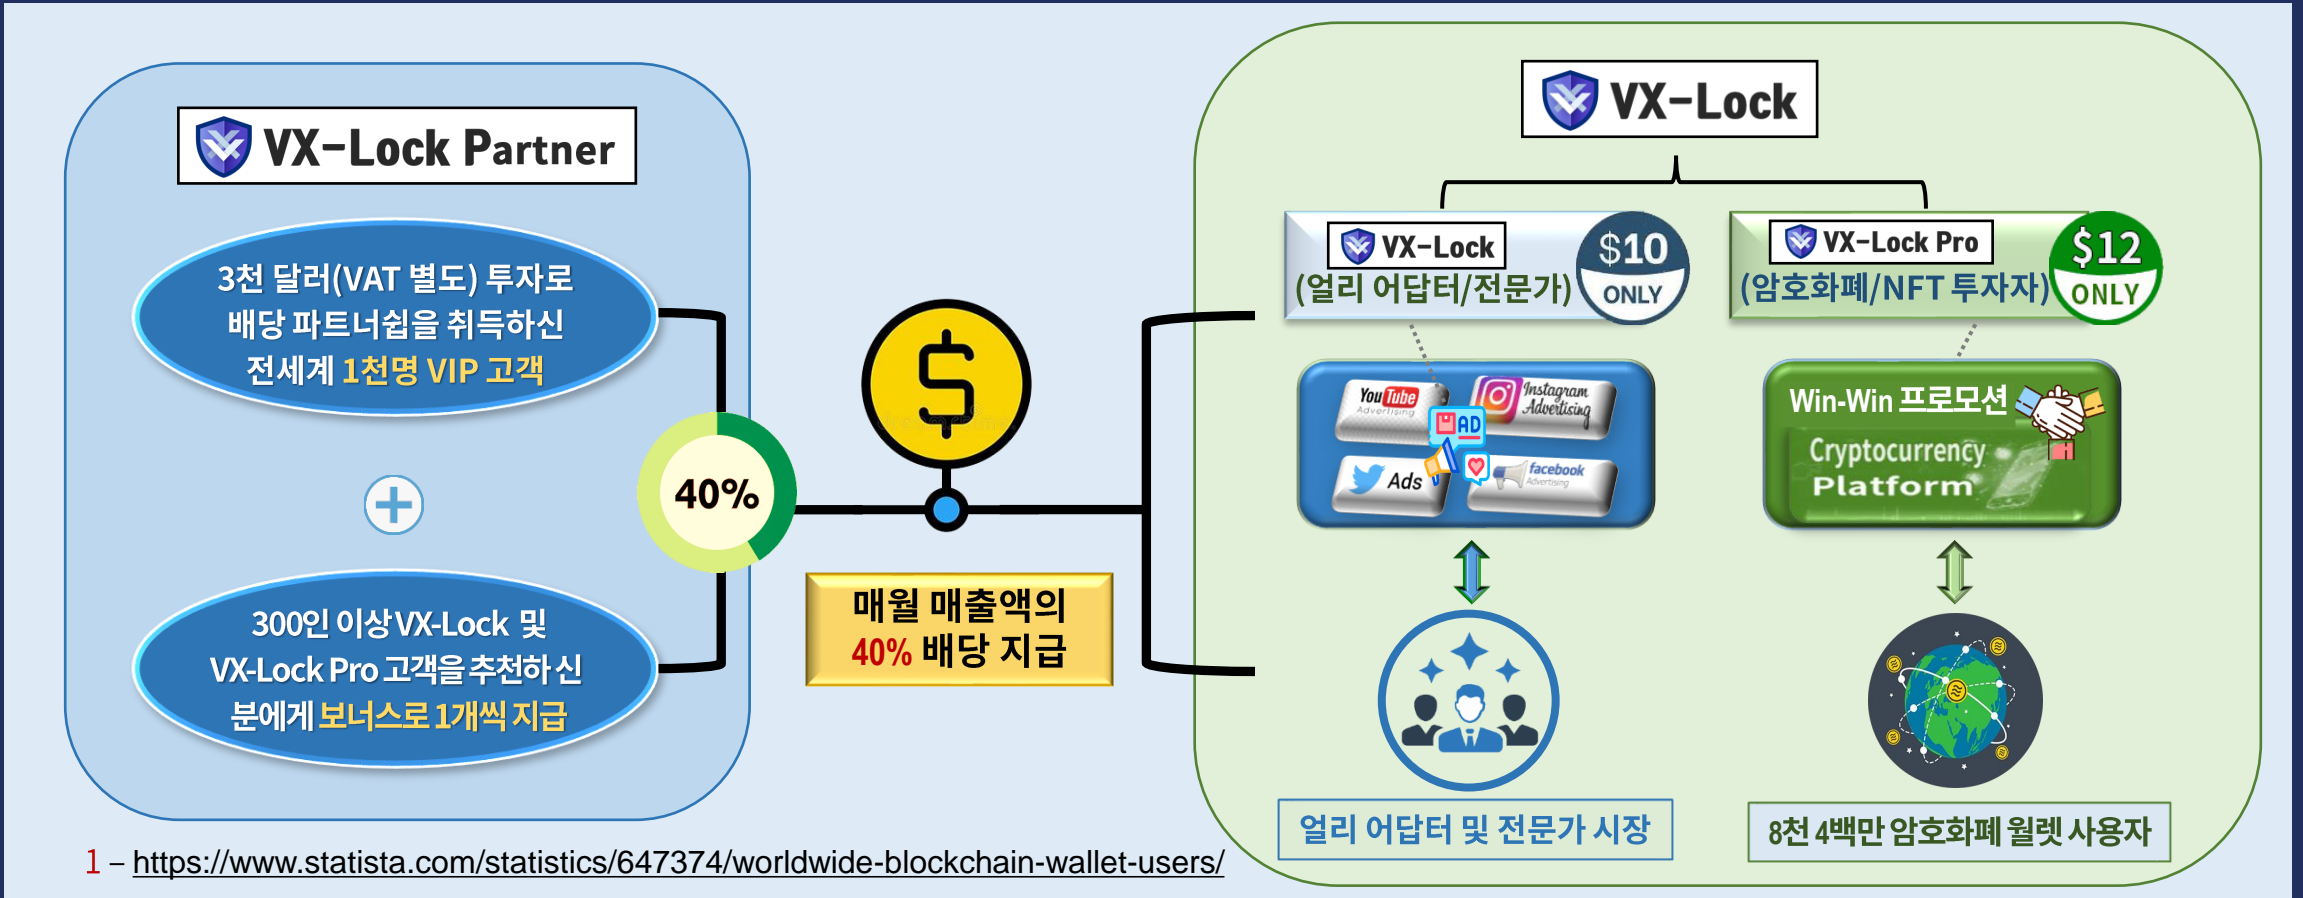 VX-Lock Partner
3천 달러(VAT 별도) 투자로
배당 파트너쉽을 취득하신
전세계 1천명 VIP 고객
300인 이상 VX-Lock 및
VX-Lock Pro 고객을 추천하 신
분에게 보너스로 1개씩 지급
40%
$
매월 매출액의
40% 배당 지급
VX-Lock
VX-Lock
(얼리 어답터/전문가)
$10
ONLY
VX-Lock Pro
(암호화폐/NFT 투자자)
$12
ONLY
YouTube
Advertising
Instagram
Advertising
AD
Ads
facebook
Advertising
Win-Win 프로모션
Cryptocurrency
Platform
얼리 어답터 및 전문가 시장
8천 4백만 암호화폐 월렛 사용자
1 – https://www.statista.com/statistics/647374/worldwide-blockchain-wallet-users/